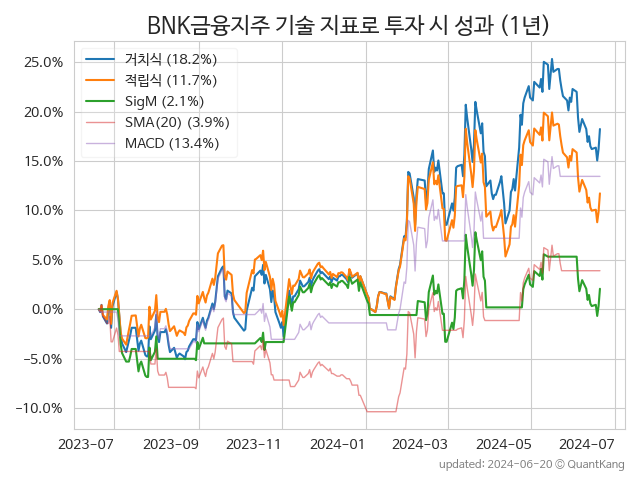 BNK금융지주 기술 지표로 투자 시 성과 (1년)
거치식 (18.2%)
적립식 (11.7%)
SigM (2.1%)
SMA(20) (3.9%)
MACD (13.4%)
25.0%
20.0%
15.0%
10.0%
5.0%
0.0%
−5.0%
−10.0%
2023-07 2023-09 2023-11 2024-01 2024-03 2024-05 2024-07
updated: 2024-06-20 © QuantKang